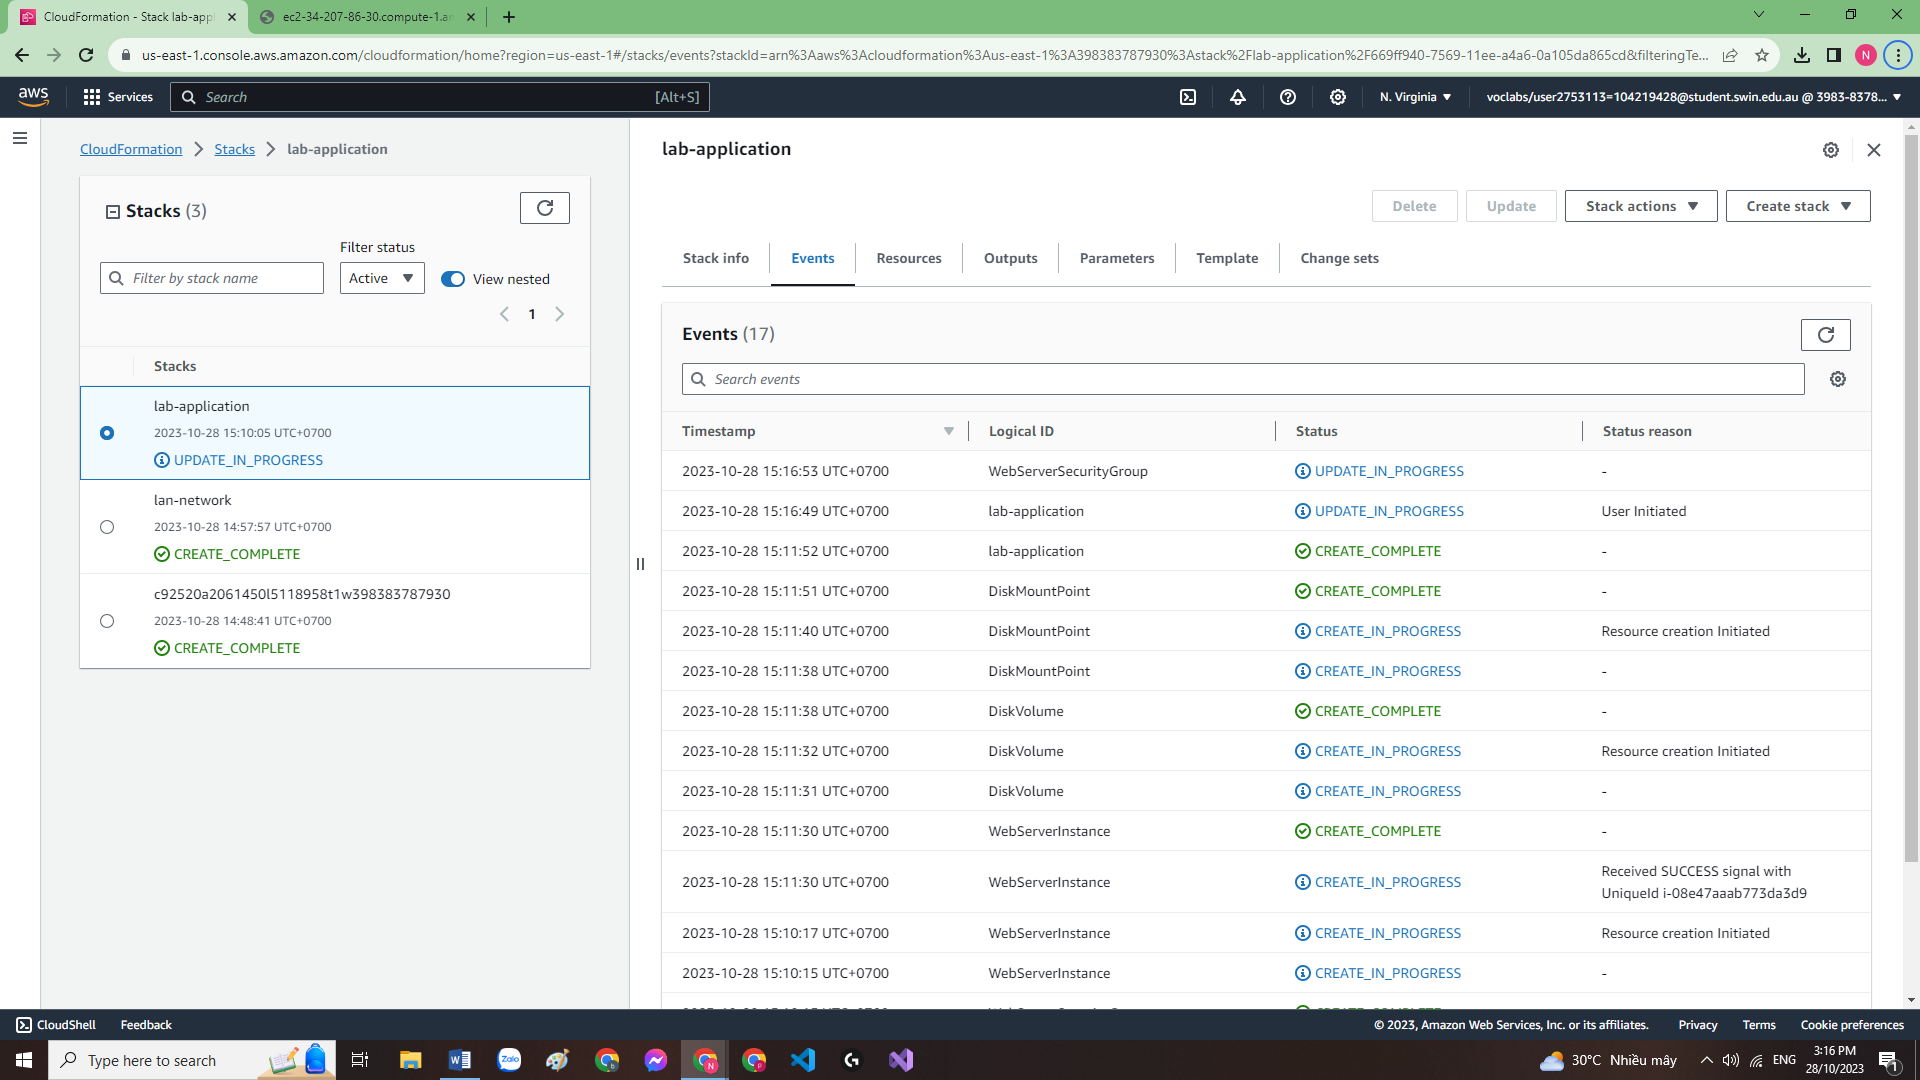 CloudFormation - Stack lab-appl
ec2-34-207-86-30.compute-1.an
us-east-1.console.aws.amazon.com/cloudformation/home?region=us-east-1#/stacks/events?stackId=arn%3Aaws%3Acloudformation%3Aus-east-1%3A398383787930%3Astack%2Flab-application%2F669ff940-7569-11ee-a4a6-0a105da865cd&filteringTe...
N
aws
Services
Search
[Alt+S]
N. Virginia
voclabs/user2753113=104219428@student.swin.edu.au @ 3983-8378...
CloudFormation
Stacks
lab-application
Stacks (3)
Filter status
Filter by stack name
Active
View nested
1
Stacks
lab-application
2023-10-28 15:10:05 UTC+0700
UPDATE_IN_PROGRESS
lan-network
2023-10-28 14:57:57 UTC+0700
CREATE_COMPLETE
c92520a2061450l5118958t1w398383787930
2023-10-28 14:48:41 UTC+0700
CREATE_COMPLETE
lab-application
Delete
Update
Stack actions
Create stack
Stack info
Events
Resources
Outputs
Parameters
Template
Change sets
Events (17)
Search events
Timestamp Logical ID Status Status reason
2023-10-28 15:16:53 UTC+0700 WebServerSecurityGroup UPDATE_IN_PROGRESS -
2023-10-28 15:16:49 UTC+0700 lab-application UPDATE_IN_PROGRESS User Initiated
2023-10-28 15:11:52 UTC+0700 lab-application CREATE_COMPLETE -
2023-10-28 15:11:51 UTC+0700 DiskMountPoint CREATE_COMPLETE -
2023-10-28 15:11:40 UTC+0700 DiskMountPoint CREATE_IN_PROGRESS Resource creation Initiated
2023-10-28 15:11:38 UTC+0700 DiskMountPoint CREATE_IN_PROGRESS -
2023-10-28 15:11:38 UTC+0700 DiskVolume CREATE_COMPLETE -
2023-10-28 15:11:32 UTC+0700 DiskVolume CREATE_IN_PROGRESS Resource creation Initiated
2023-10-28 15:11:31 UTC+0700 DiskVolume CREATE_IN_PROGRESS -
2023-10-28 15:11:30 UTC+0700 WebServerInstance CREATE_COMPLETE -
2023-10-28 15:11:30 UTC+0700 WebServerInstance CREATE_IN_PROGRESS Received SUCCESS signal with
UniqueId i-08e47aaab773da3d9
2023-10-28 15:10:17 UTC+0700 WebServerInstance CREATE_IN_PROGRESS Resource creation Initiated
2023-10-28 15:10:15 UTC+0700 WebServerInstance CREATE_IN_PROGRESS -
CloudShell
Feedback
© 2023, Amazon Web Services, Inc. or its affiliates.
Privacy
Terms
Cookie preferences
Type here to search
Zalo
30°C Nhiều mây
ENG
3:16 PM
28/10/2023
1